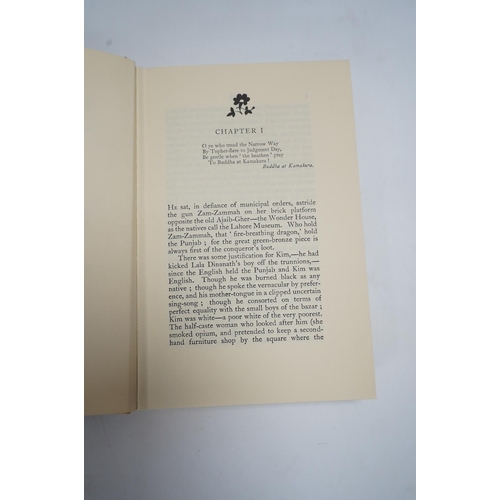 CHAPTER I
O ye who tread the Narrow Way
By Tophet-flare to Judgment Day,
Be gentle when ' the heathen ' pray
To Buddha at Kamakura !
Buddha at Kamakura.
HE sat, in defiance of municipal orders, astride
the gun Zam-Zammah on her brick platform
opposite the old Ajaib-Gher—the Wonder House,
as the natives call the Lahore Museum. Who hold
Zam-Zammah, that ' fire-breathing dragon,' hold
the Punjab ; for the great green-bronze piece is
always first of the conqueror's loot.
There was some justification for Kim,—he had
kicked Lala Dinanath's boy off the trunnions,—
since the English held the Punjab and Kim was
English. Though he was burned black as any
native ; though he spoke the vernacular by prefer-
ence, and his mother-tongue in a clipped uncertain
sing-song ; though he consorted on terms of
perfect equality with the small boys of the bazar ;
Kim was white—a poor white of the very poorest.
The half-caste woman who looked after him (she
smoked opium, and pretended to keep a second-
hand furniture shop by the square where the